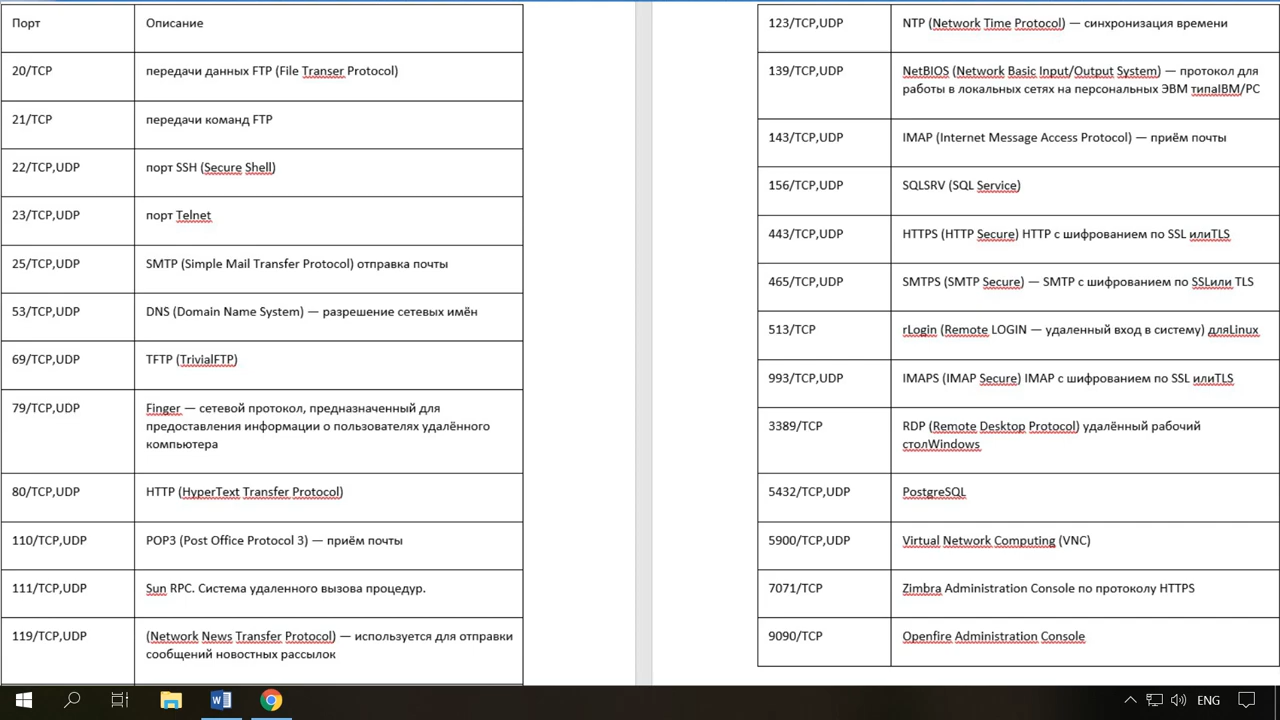 Порт Описание
20/TCP передачи данных FTP (File Transer Protocol)
21/TCP передачи команд FTP
22/TCP,UDP порт SSH (Secure Shell)
23/TCP,UDP порт Telnet
25/TCP,UDP SMTP (Simple Mail Transfer Protocol) отправка почты
53/TCP,UDP DNS (Domain Name System) — разрешение сетевых имён
69/TCP,UDP TFTP (TrivialFTP)
79/TCP,UDP Finger — сетевой протокол, предназначенный для
предоставления информации о пользователях удалённого
компьютера
80/TCP,UDP HTTP (HyperText Transfer Protocol)
110/TCP,UDP POP3 (Post Office Protocol 3) — приём почты
111/TCP,UDP Sun RPC. Система удаленного вызова процедур.
119/TCP,UDP (Network News Transfer Protocol) — используется для отправки
сообщений новостных рассылок
123/TCP,UDP NTP (Network Time Protocol) — синхронизация времени
139/TCP,UDP NetBIOS (Network Basic Input/Output System) — протокол для
работы в локальных сетях на персональных ЭВМ типаIBM/PC
143/TCP,UDP IMAP (Internet Message Access Protocol) — приём почты
156/TCP,UDP SQLSRV (SQL Service)
443/TCP,UDP HTTPS (HTTP Secure) HTTP с шифрованием по SSL илиTLS
465/TCP,UDP SMTPS (SMTP Secure) — SMTP с шифрованием по SSLили TLS
513/TCP rLogin (Remote LOGIN — удаленный вход в систему) дляLinux
993/TCP,UDP IMAPS (IMAP Secure) IMAP с шифрованием по SSL илиTLS
3389/TCP RDP (Remote Desktop Protocol) удалённый рабочий
столWindows
5432/TCP,UDP PostgreSQL
5900/TCP,UDP Virtual Network Computing (VNC)
7071/TCP Zimbra Administration Console по протоколу HTTPS
9090/TCP Openfire Administration Console
ENG